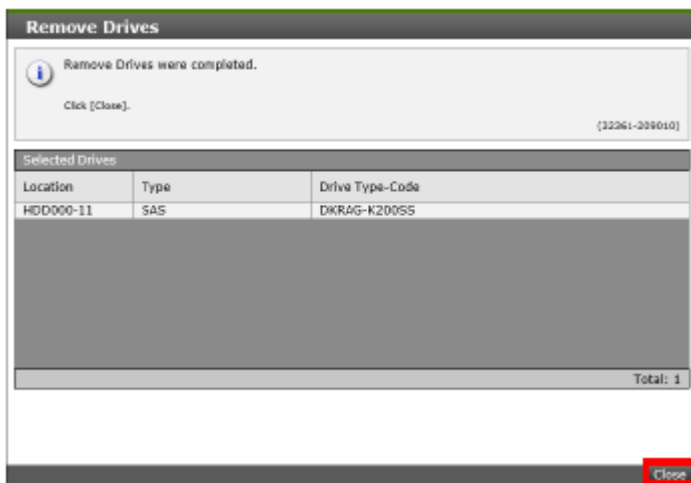 Remove Drives
Remove Drives were completed.
Click [Close].
(32261-209010)
Selected Drives
Location Type Drive Type-Code
HDD000-11 SAS DKRAG-K200SS
Total: 1
Close